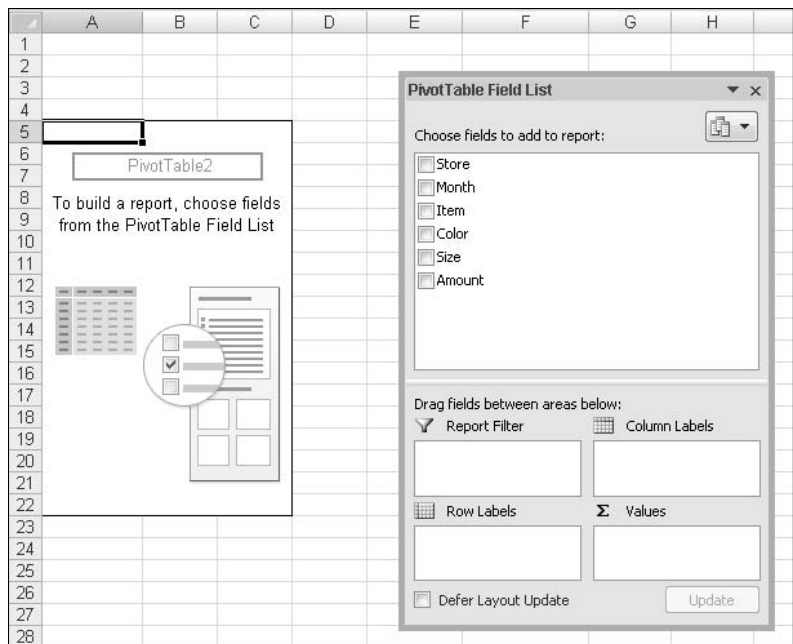 A B C D E F G H
1
2
3
4
5
6
7
8
9
10
11
12
13
14
15
16
17
18
19
20
21
22
23
24
25
26
27
28
PivotTable2
To build a report, choose fields
from the PivotTable Field List
PivotTable Field List
Choose fields to add to report:
Store
Month
Item
Color
Size
Amount
Drag fields between areas below:
Report Filter
Column Labels
Row Labels
Σ Values
Defer Layout Update
Update